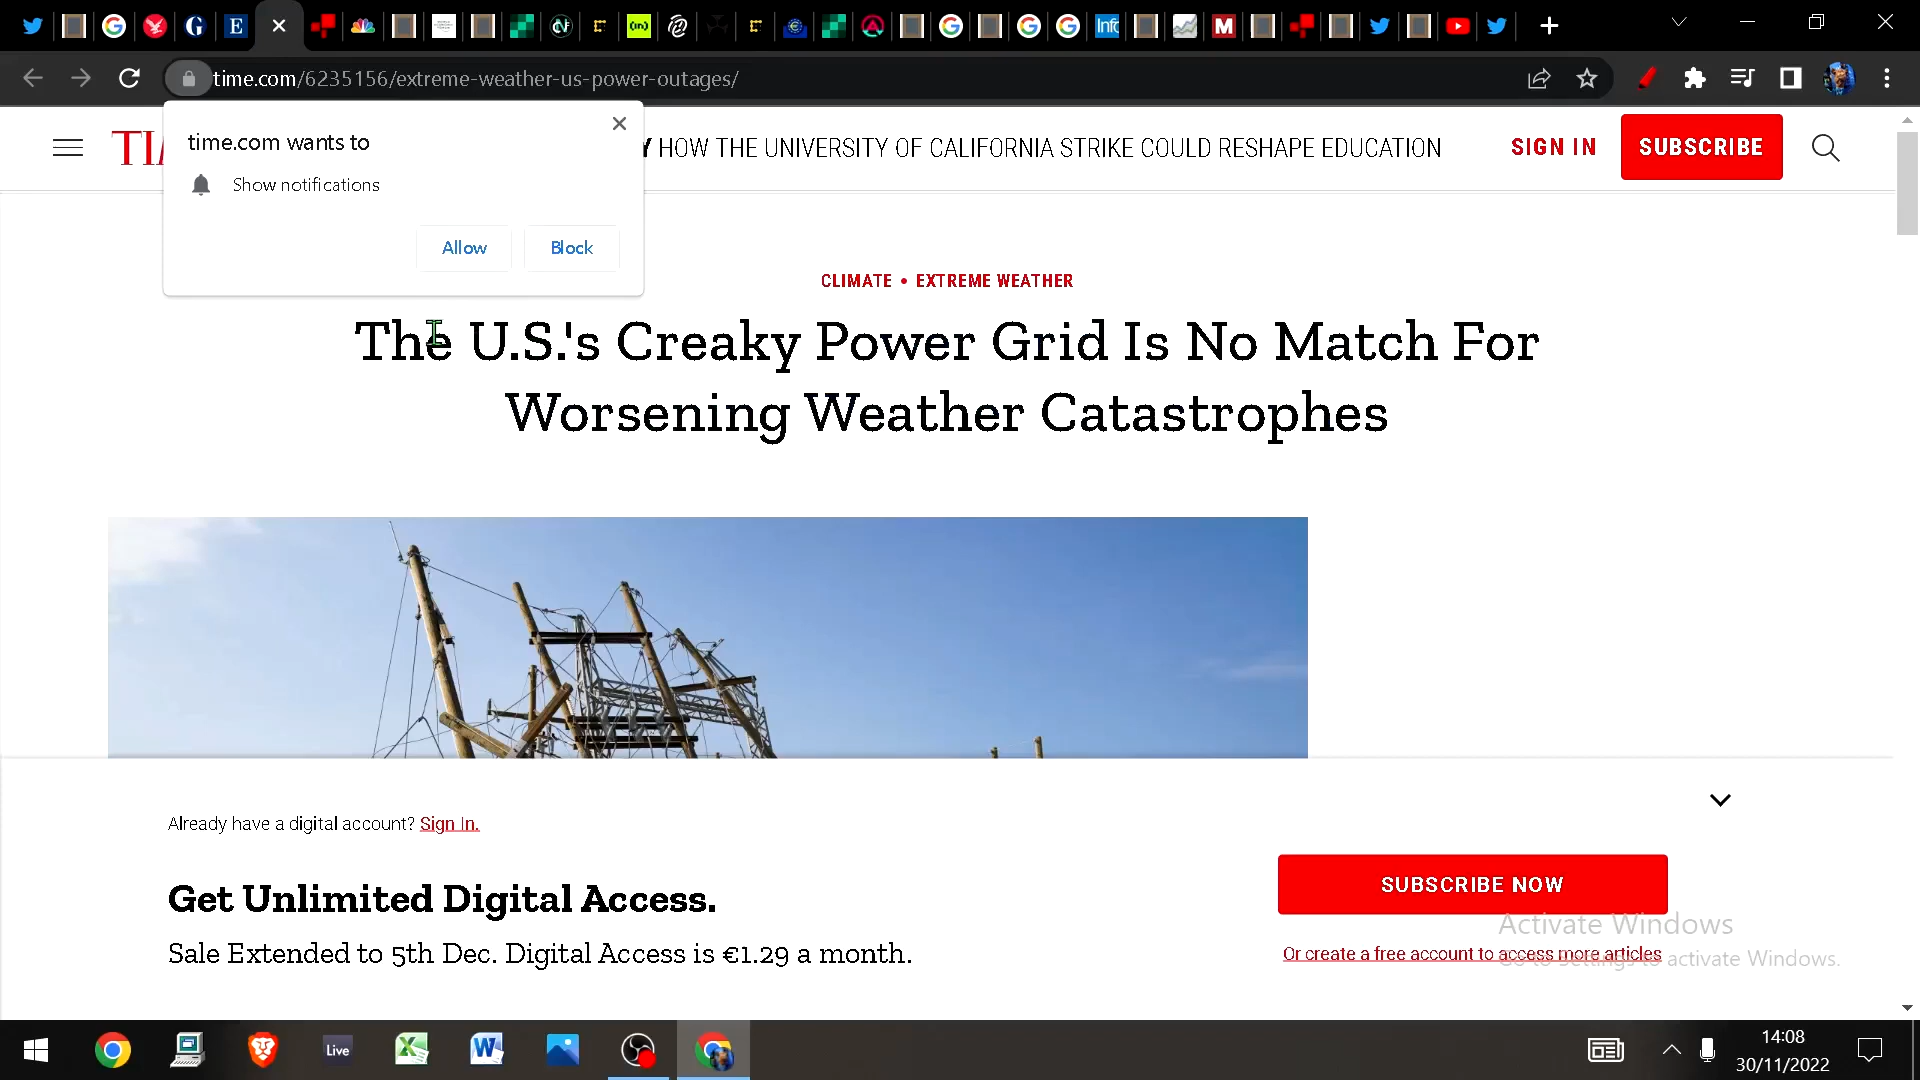 time.com/6235156/extreme-weather-us-power-outages/
time.com wants to
Show notifications
Allow
Block
HOW THE UNIVERSITY OF CALIFORNIA STRIKE COULD RESHAPE EDUCATION
SIGN IN
SUBSCRIBE
CLIMATE • EXTREME WEATHER
The U.S.'s Creaky Power Grid Is No Match For
Worsening Weather Catastrophes
Already have a digital account? Sign In.
Get Unlimited Digital Access.
Sale Extended to 5th Dec. Digital Access is €1.29 a month.
SUBSCRIBE NOW
Or create a free account to access more articles
Activate Windows
Go to Settings to activate Windows.
Live
14:08
30/11/2022